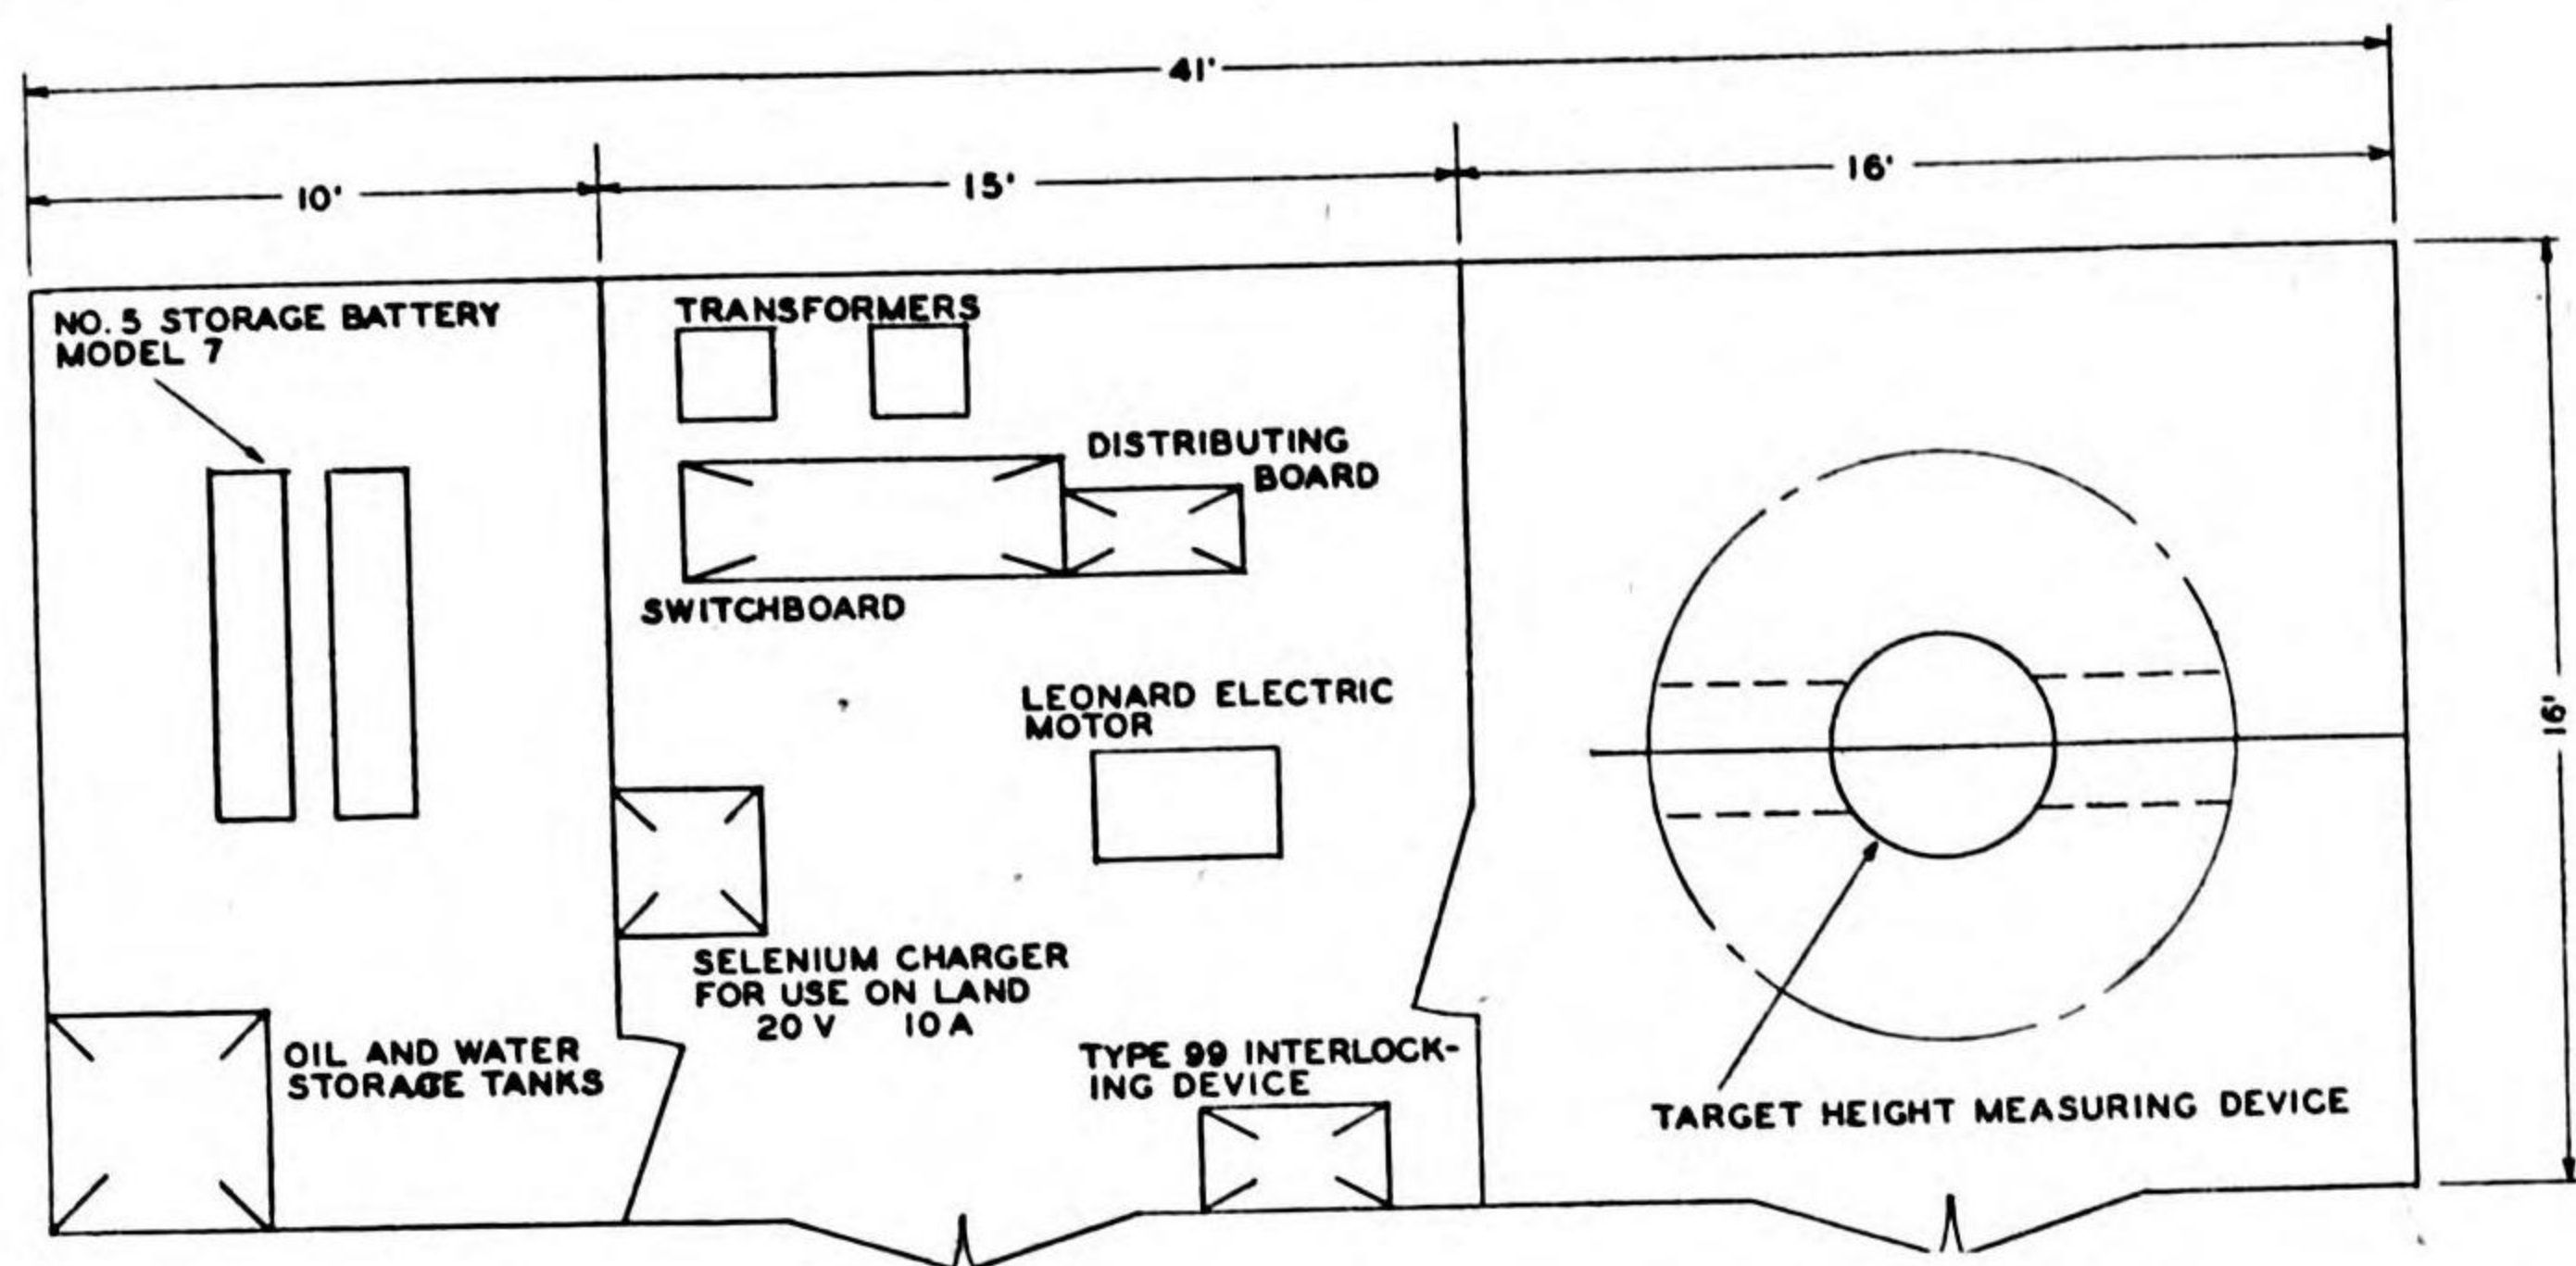 41'
10'
15'
16'
NO. 5 STORAGE BATTERY
MODEL 7
TRANSFORMERS
DISTRIBUTING
BOARD
SWITCHBOARD
LEONARD ELECTRIC
MOTOR
16'
SELENIUM CHARGER
FOR USE ON LAND
20 V 10 A
OIL AND WATER
STORAGE TANKS
TYPE 99 INTERLOCK-
ING DEVICE
TARGET HEIGHT MEASURING DEVICE